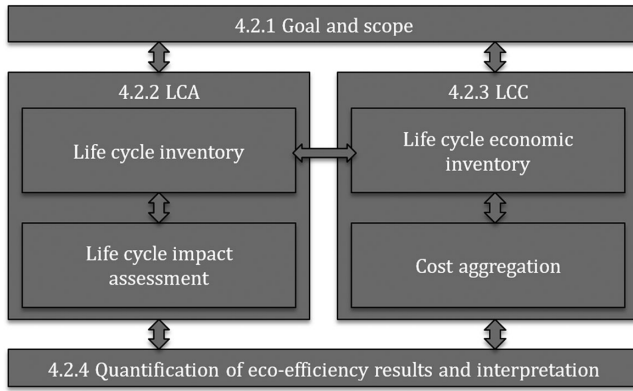 4.2.1 Goal and scope
4.2.2 LCA
Life cycle inventory
Life cycle impact
assessment
4.2.3 LCC
Life cycle economic
inventory
Cost aggregation
4.2.4 Quantification of eco-efficiency results and interpretation